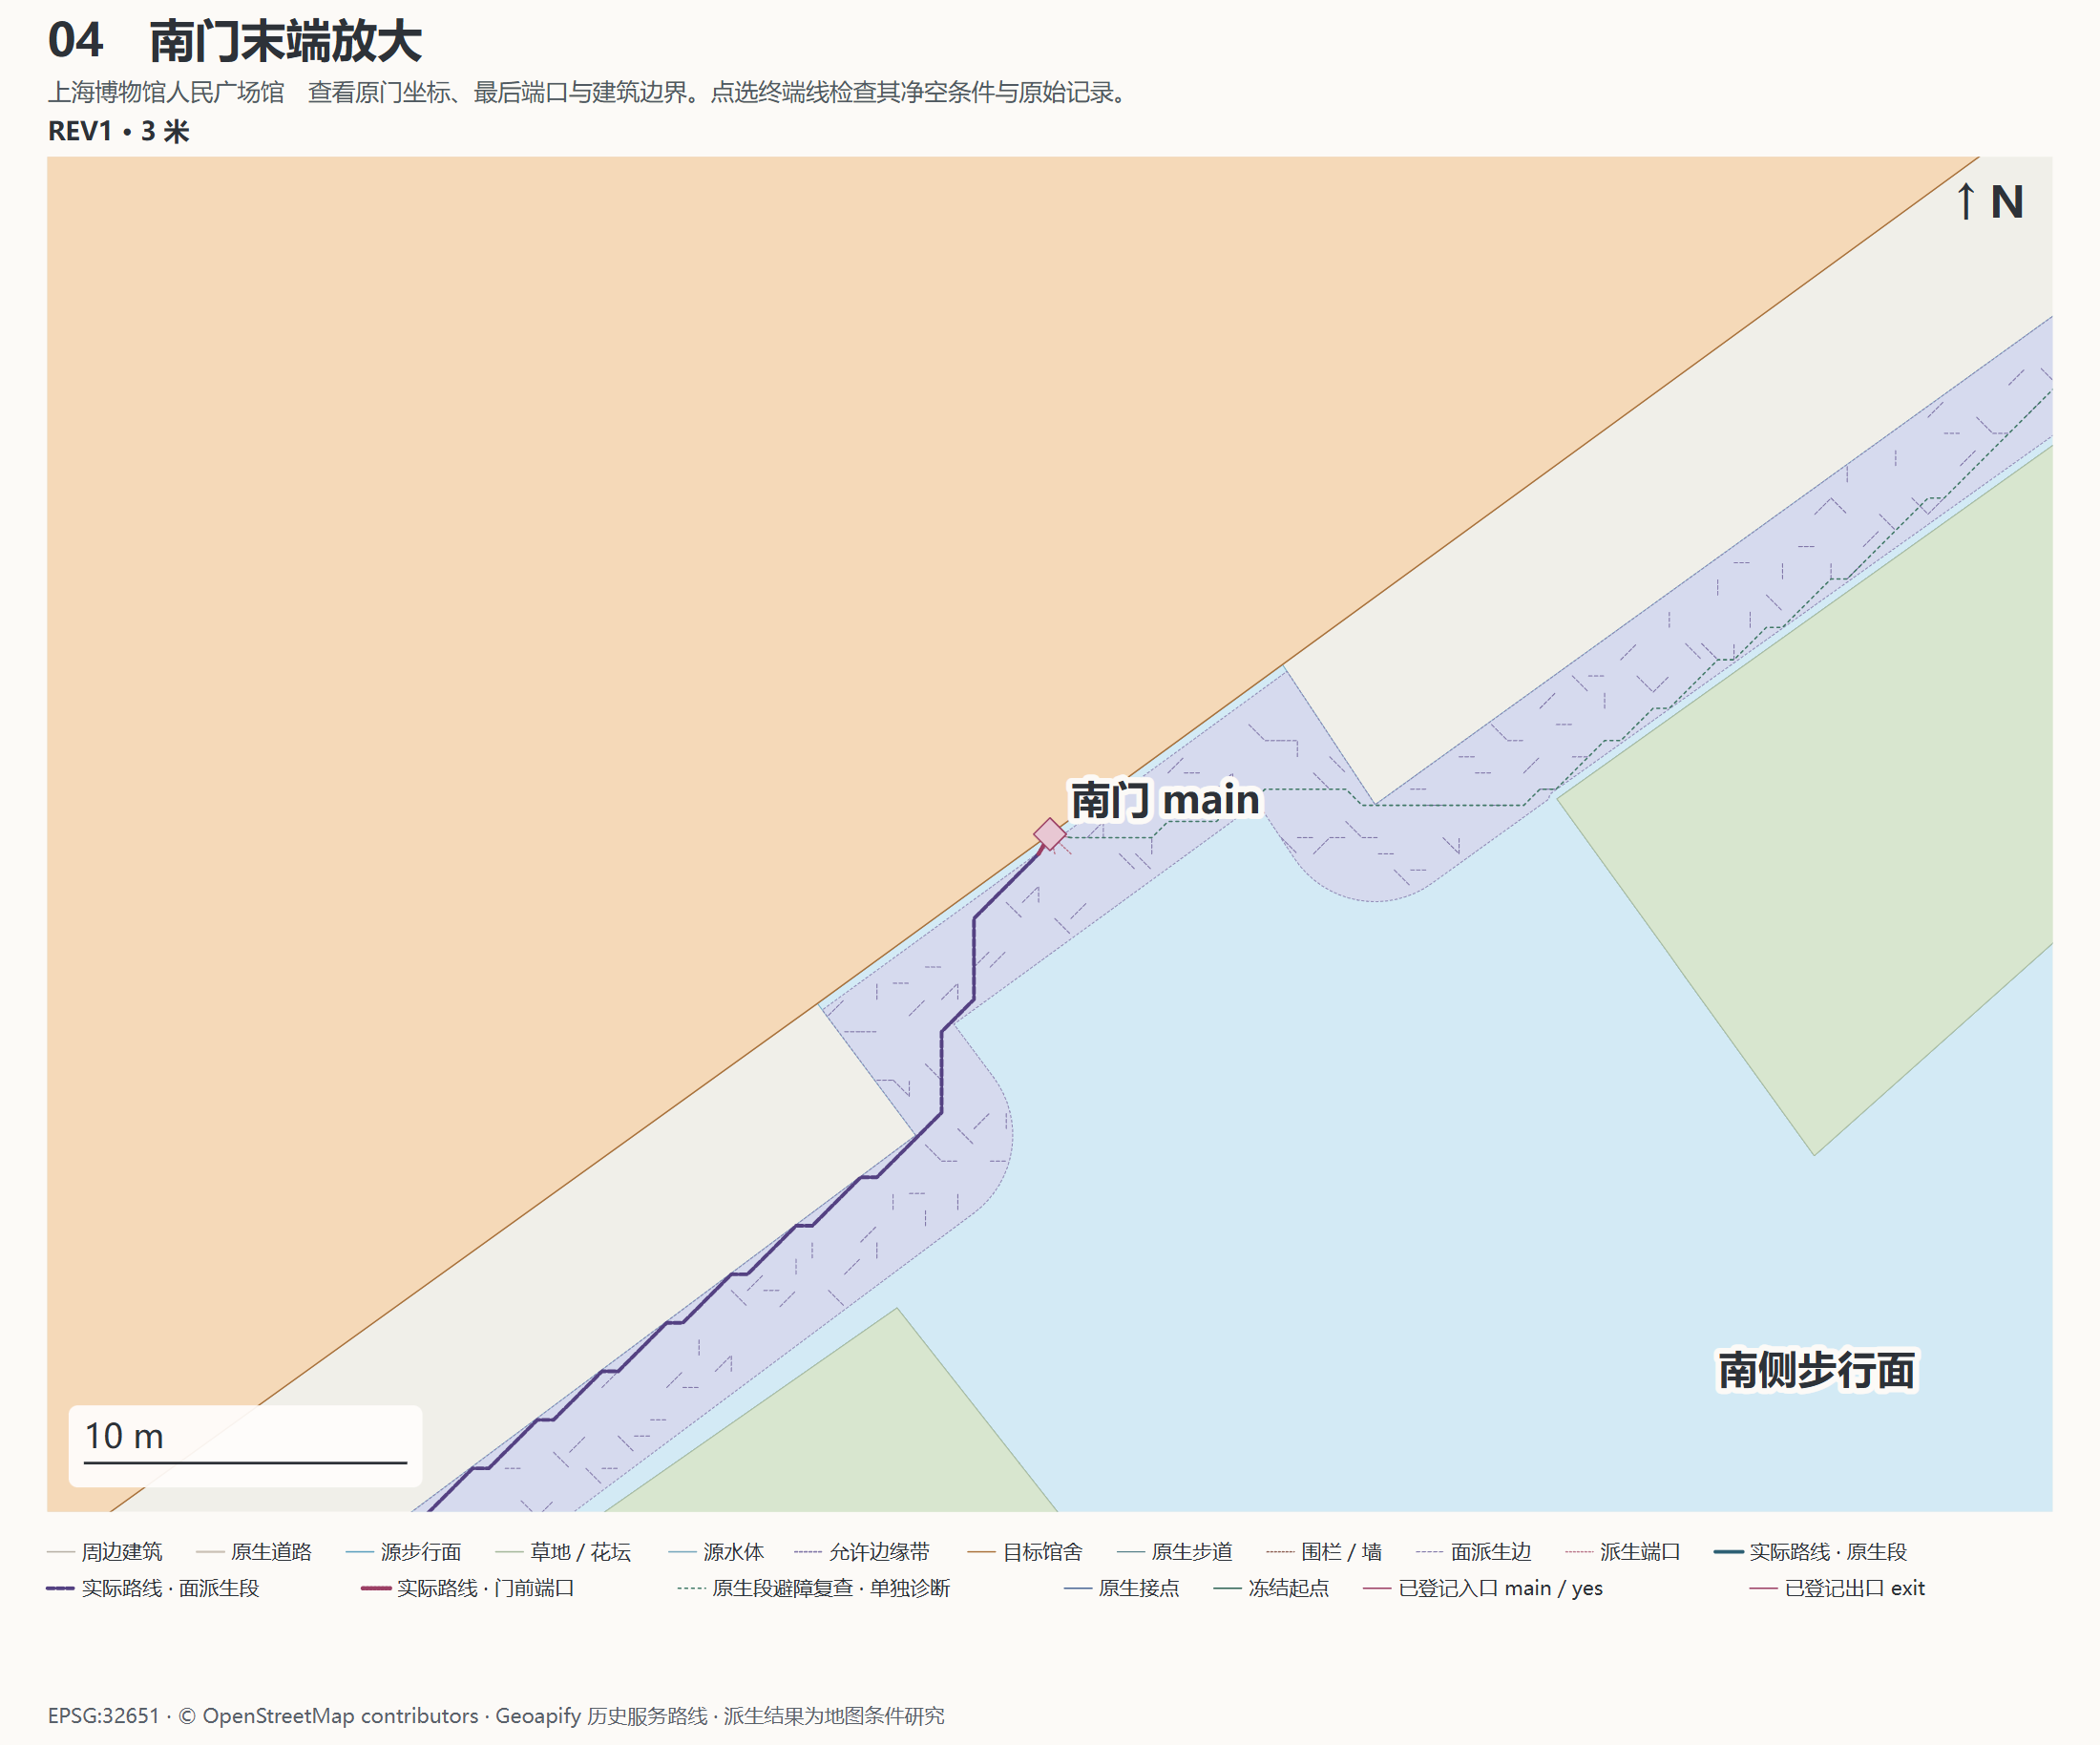 04 南门末端放大
上海博物馆人民广场馆 查看原门坐标、最后端口与建筑边界。点选终端线检查其净空条件与原始记录。
REV1 • 3 米
↑ N
南门 main
南侧步行面
10 m
周边建筑 原生道路 源步行面 草地 / 花坛 源水体 允许边缘带 目标馆舍 原生步道 围栏 / 墙 面派生边 派生端口 实际路线 · 原生段
实际路线 · 面派生段 实际路线 · 门前端口 原生段避障复查 · 单独诊断 原生接点 冻结起点 已登记入口 main / yes 已登记出口 exit
EPSG:32651 · © OpenStreetMap contributors · Geoapify 历史服务路线 · 派生结果为地图条件研究